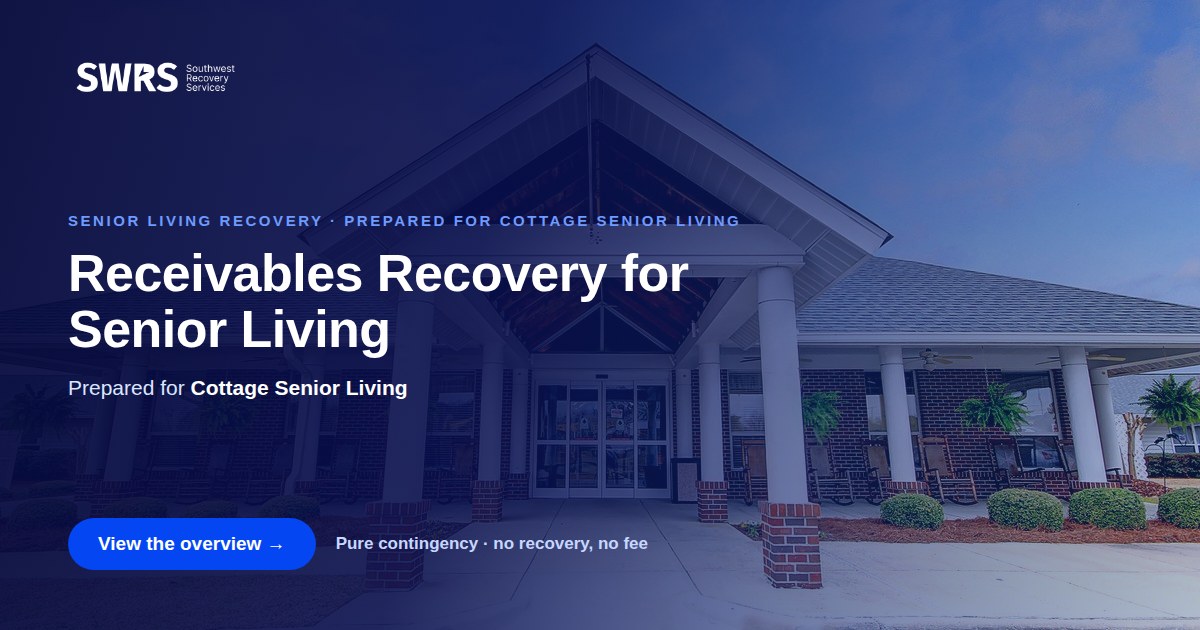 SWRS Southwest
Recovery
Services
SENIOR LIVING RECOVERY · PREPARED FOR COTTAGE SENIOR LIVING
Receivables Recovery for
Senior Living
Prepared for Cottage Senior Living
View the overview → Pure contingency · no recovery, no fee